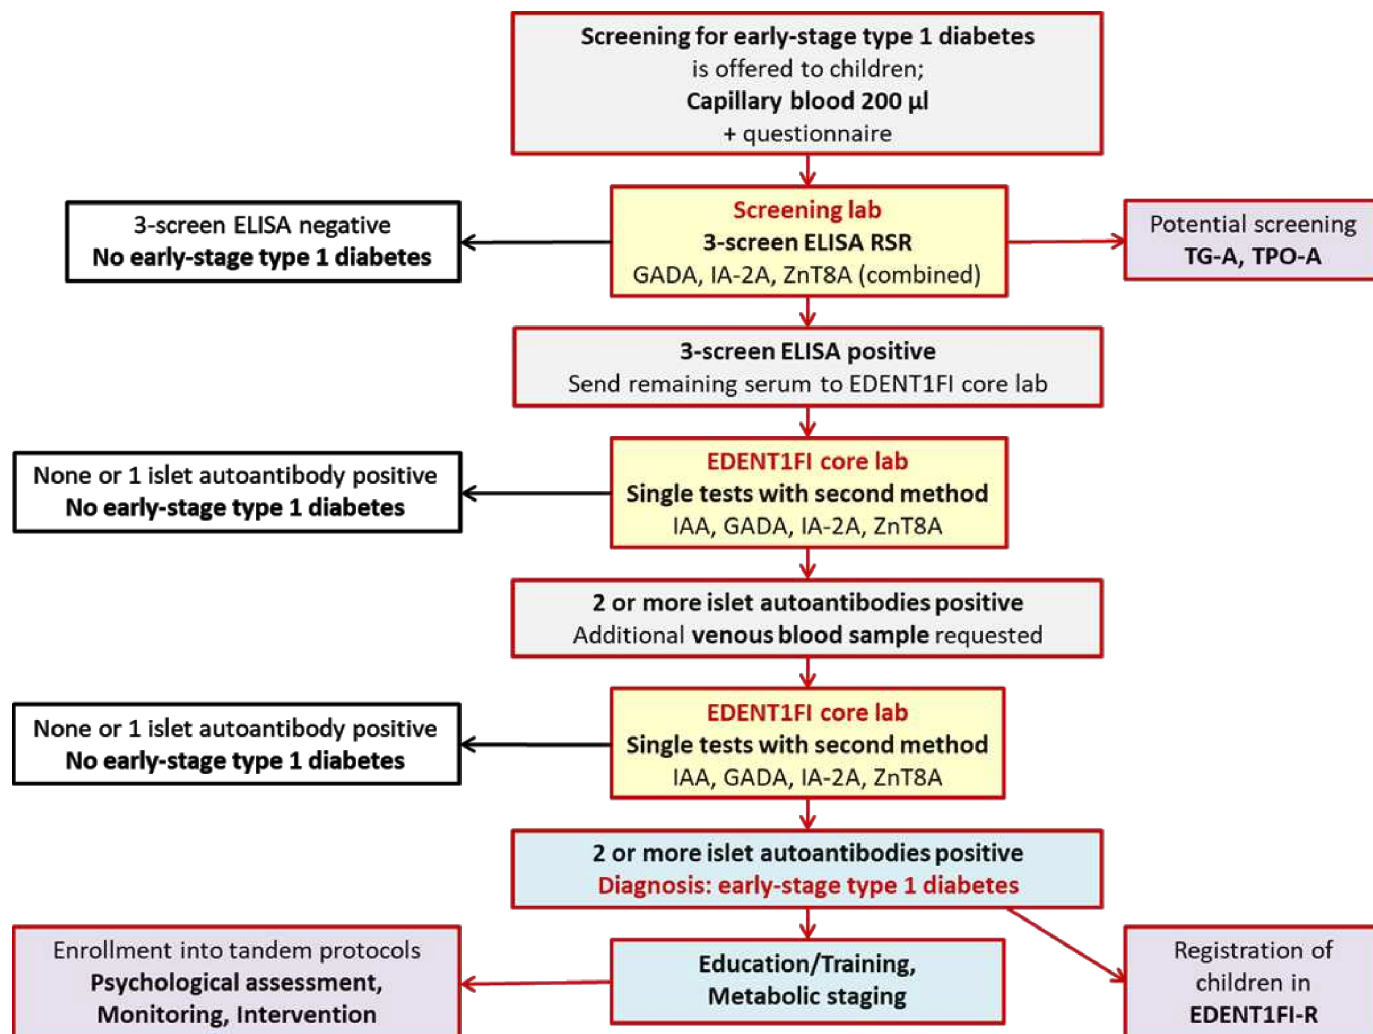 Screening for early-stage type 1 diabetes
is offered to children;
Capillary blood 200 µl
+ questionnaire
3-screen ELISA negative
No early-stage type 1 diabetes
Screening lab
3-screen ELISA RSR
GADA, IA-2A, ZnT8A (combined)
Potential screening
TG-A, TPO-A
3-screen ELISA positive
Send remaining serum to EDENT1FI core lab
None or 1 islet autoantibody positive
No early-stage type 1 diabetes
EDENT1FI core lab
Single tests with second method
IAA, GADA, IA-2A, ZnT8A
2 or more islet autoantibodies positive
Additional venous blood sample requested
None or 1 islet autoantibody positive
No early-stage type 1 diabetes
EDENT1FI core lab
Single tests with second method
IAA, GADA, IA-2A, ZnT8A
2 or more islet autoantibodies positive
Diagnosis: early-stage type 1 diabetes
Enrollment into tandem protocols
Psychological assessment,
Monitoring, Intervention
Education/Training,
Metabolic staging
Registration of
children in
EDENT1FI-R